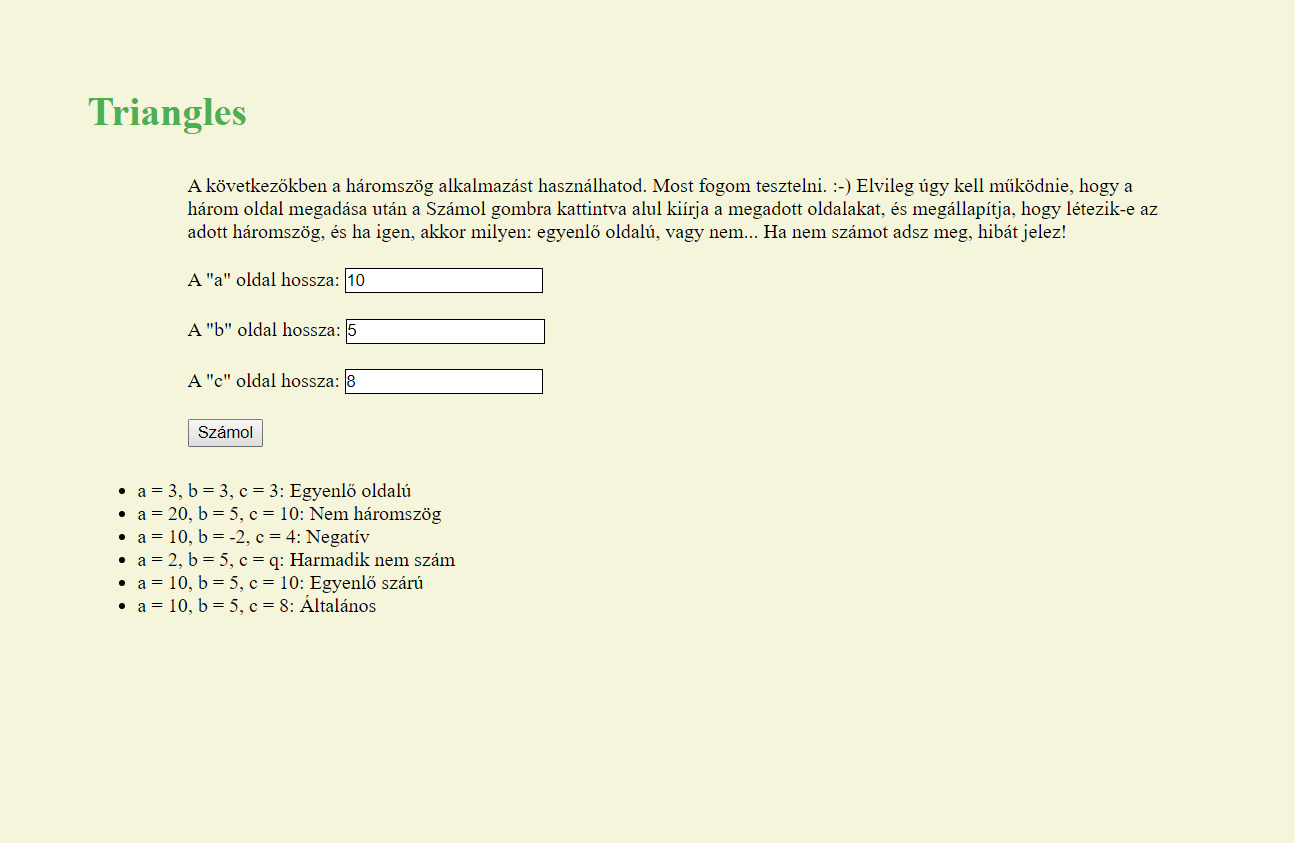 Triangles
A következőkben a háromszög alkalmazást használhatod. Most fogom tesztelni. :-) Elvileg úgy kell működnie, hogy a
három oldal megadása után a Számol gombra kattintva alul kiírja a megadott oldalakat, és megállapítja, hogy létezik-e az
adott háromszög, és ha igen, akkor milyen: egyenlő oldalú, vagy nem... Ha nem számot adsz meg, hibát jelez!
A "a" oldal hossza: 10
A "b" oldal hossza: 5
A "c" oldal hossza: 8
Számol
• a = 3, b = 3, c = 3: Egyenlő oldalú
• a = 20, b = 5, c = 10: Nem háromszög
• a = 10, b = -2, c = 4: Negatív
• a = 2, b = 5, c = q: Harmadik nem szám
• a = 10, b = 5, c = 10: Egyenlő szárú
• a = 10, b = 5, c = 8: Általános